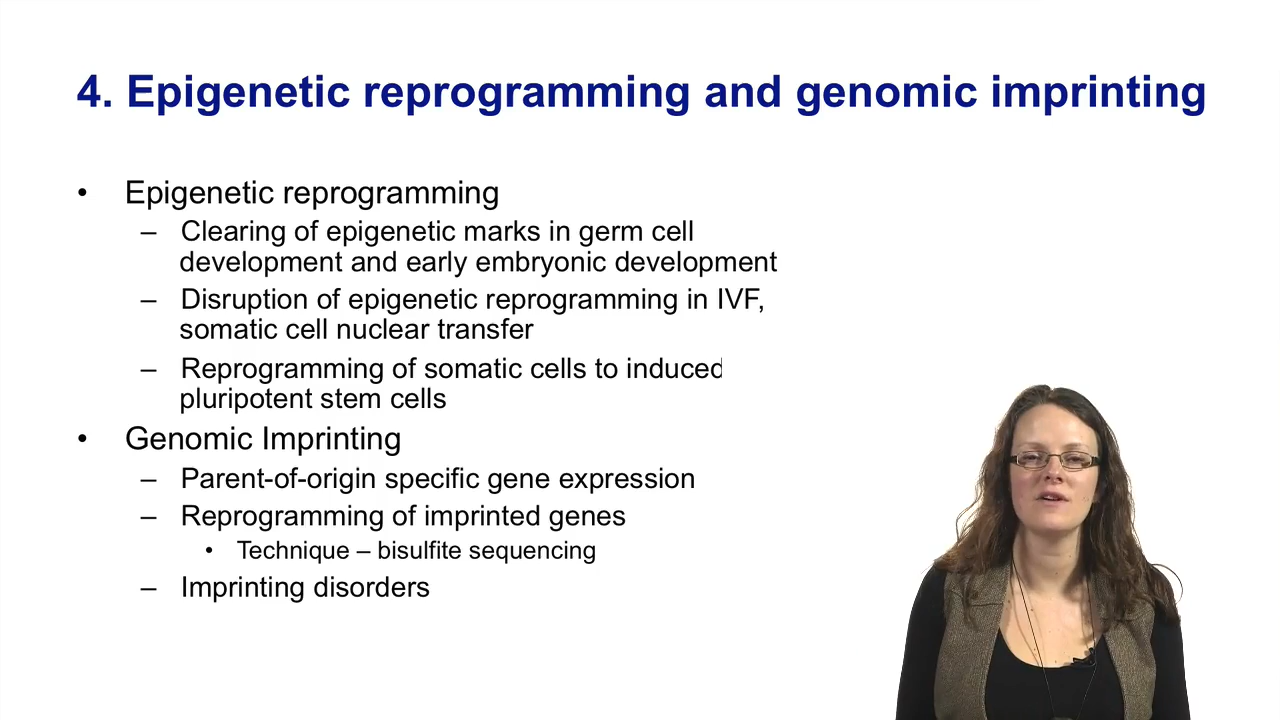 4. Epigenetic reprogramming and genomic imprinting
• Epigenetic reprogramming
– Clearing of epigenetic marks in germ cell
development and early embryonic development
– Disruption of epigenetic reprogramming in IVF,
somatic cell nuclear transfer
– Reprogramming of somatic cells to induced
pluripotent stem cells
• Genomic Imprinting
– Parent-of-origin specific gene expression
– Reprogramming of imprinted genes
• Technique – bisulfite sequencing
– Imprinting disorders